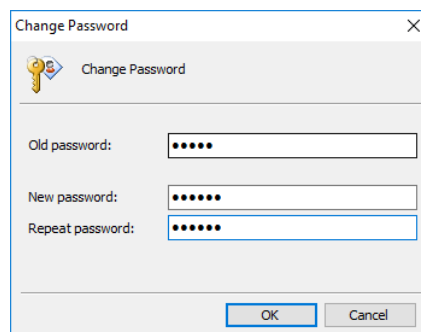 Change Password
Change Password
Old password: •••••
New password: ••••••
Repeat password: ••••••
OK Cancel